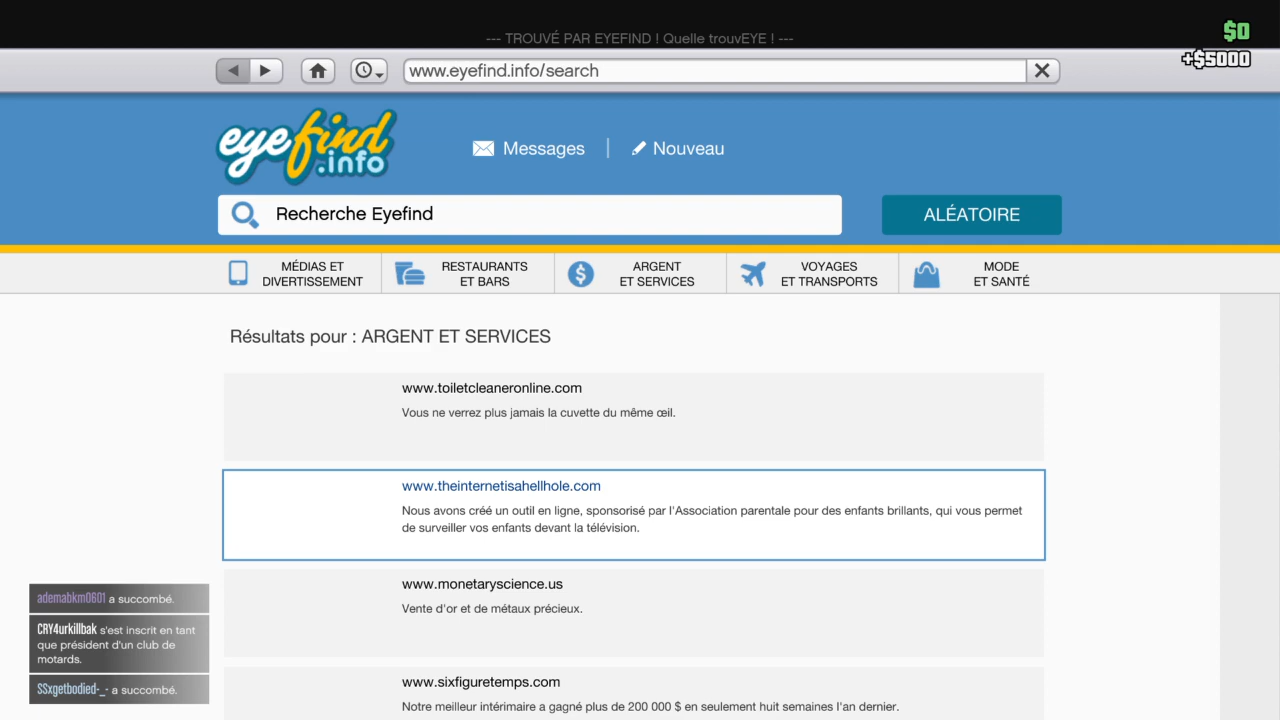 --- TROUVÉ PAR EYEFIND ! Quelle trouvEYE ! ---
$0
+$5000
www.eyefind.info/search
eyefind.info
Messages
Nouveau
Recherche Eyefind
ALÉATOIRE
MÉDIAS ET
DIVERTISSEMENT
RESTAURANTS
ET BARS
ARGENT
ET SERVICES
VOYAGES
ET TRANSPORTS
MODE
ET SANTÉ
Résultats pour : ARGENT ET SERVICES
www.toiletcleaneronline.com
Vous ne verrez plus jamais la cuvette du même œil.
www.theinternetisahellhole.com
Nous avons créé un outil en ligne, sponsorisé par l'Association parentale pour des enfants brillants, qui vous permet
de surveiller vos enfants devant la télévision.
www.monetaryscience.us
Vente d'or et de métaux précieux.
www.sixfiguretemps.com
Notre meilleur intérimaire a gagné plus de 200 000 $ en seulement huit semaines l'an dernier.
ademabkm0601 a succombé.
CRY4urkillbak s'est inscrit en tant
que président d'un club de
motards.
SSxgetbodied-_- a succombé.